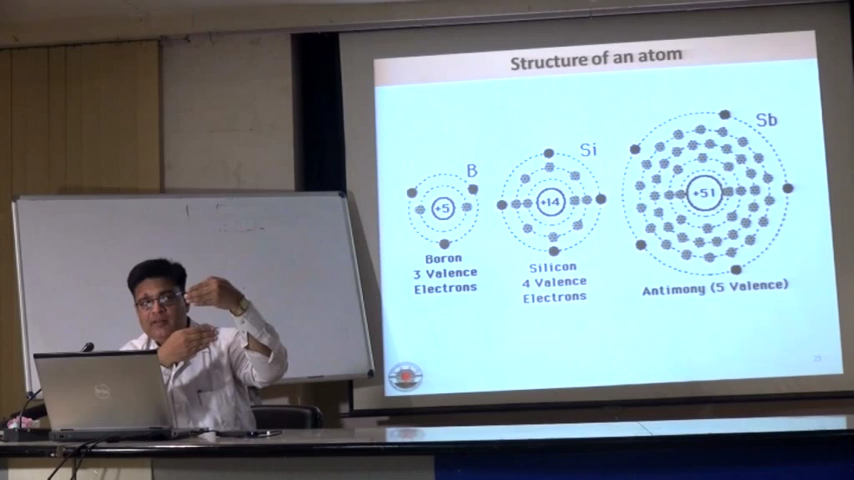 Structure of an atom
B
Si
Sb
+5
+14
+51
Boron
3 Valence
Electrons
Silicon
4 Valence
Electrons
Antimony (5 Valence)
DELL